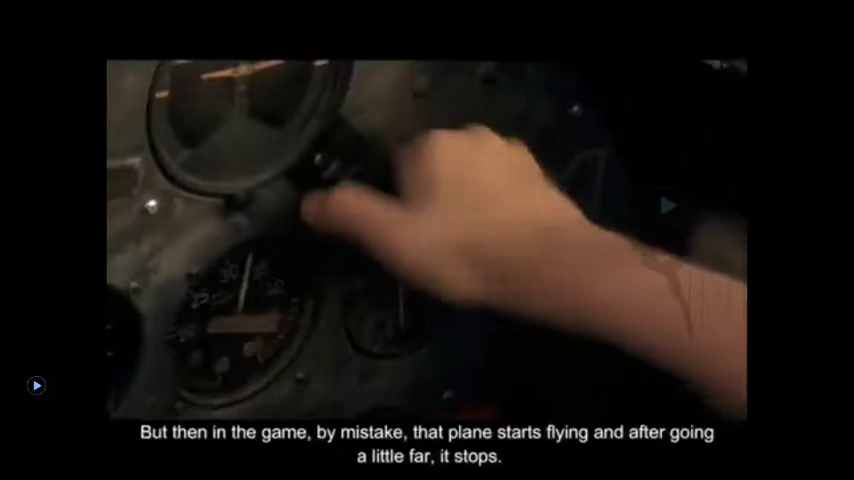 But then in the game, by mistake, that plane starts flying and after going
a little far, it stops.